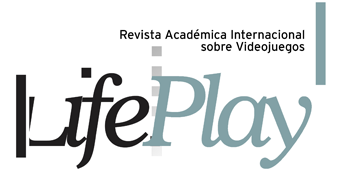 Revista Académica Internacional
sobre Videojuegos
LifePlay